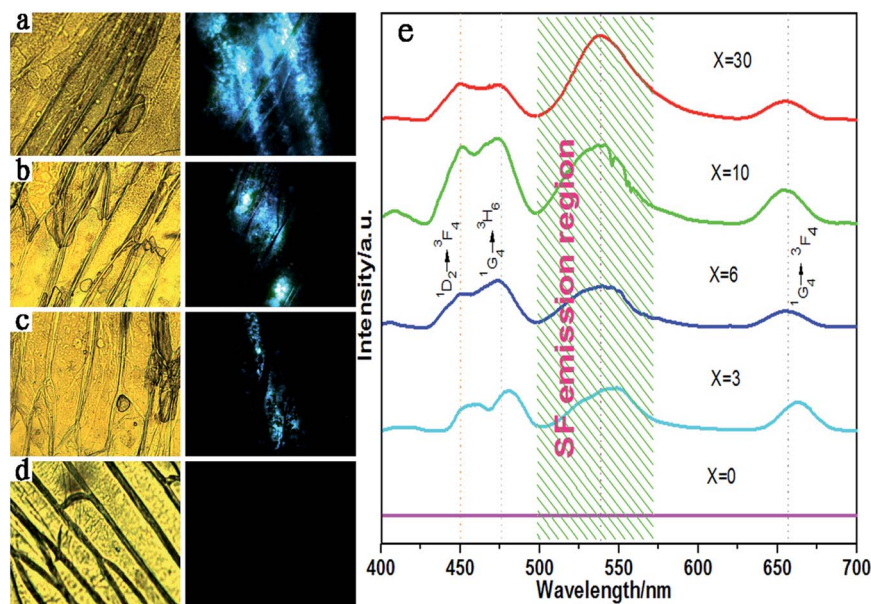 a
b
c
d
e
X=30
X=10
X=6
X=3
X=0
¹D₂→³F₄
¹G₄→³H₆
¹G₄→³F₄
SF emission region
Intensity/a.u.
400 450 500 550 600 650 700
Wavelength/nm